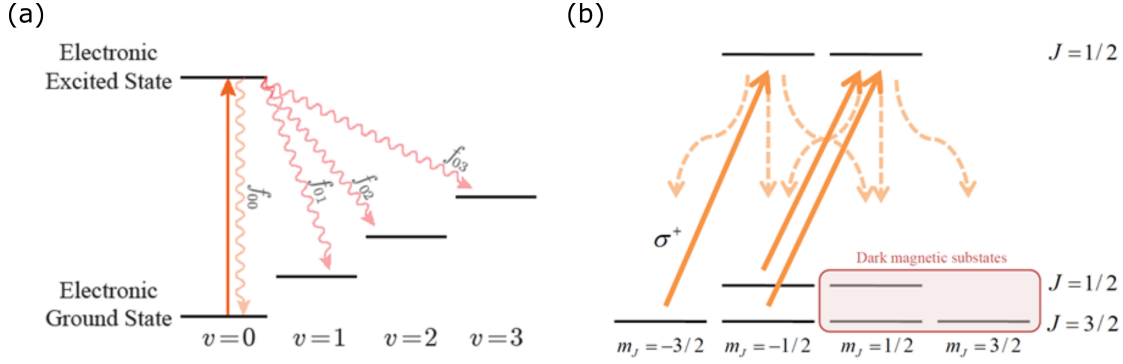 (a)
Electronic
Excited State
f00
f01
f02
f03
Electronic
Ground State
v=0
v=1
v=2
v=3
(b)
J=1/2
σ+
Dark magnetic substates
J=1/2
J=3/2
mJ=-3/2
mJ=-1/2
mJ=1/2
mJ=3/2